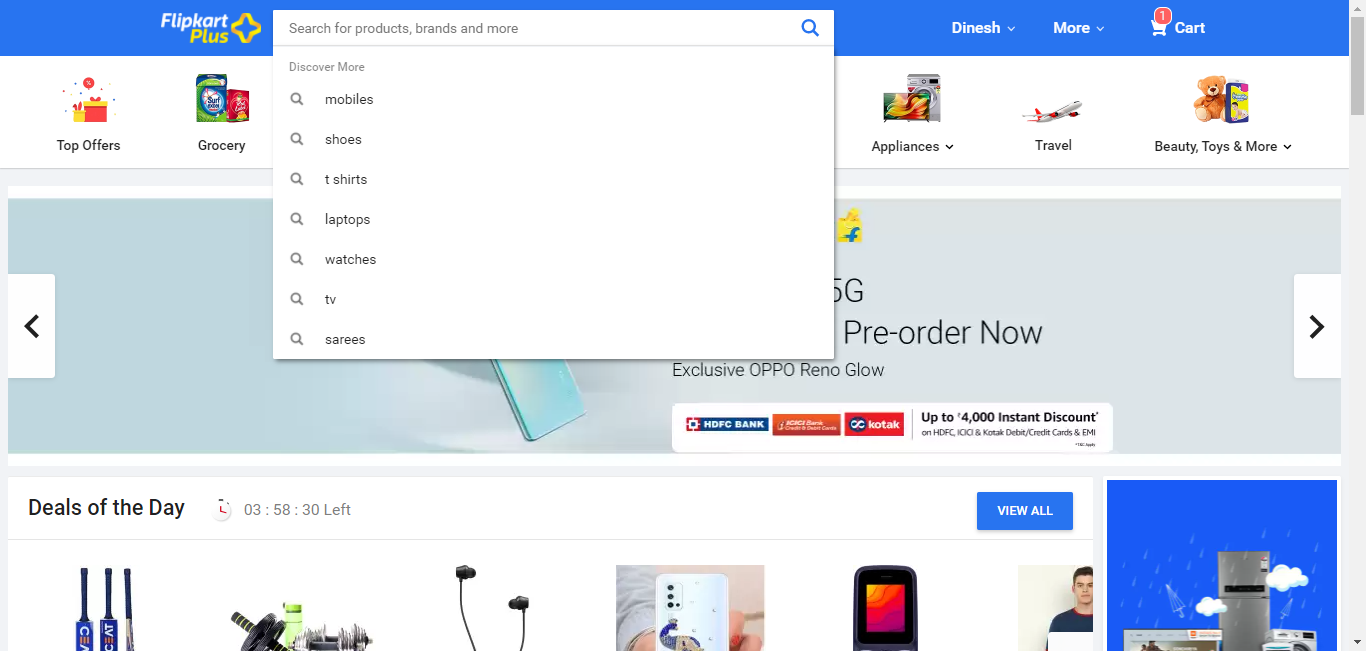 Flipkart
Plus
Search for products, brands and more
Dinesh
More
1
Cart
Discover More
mobiles
shoes
t shirts
laptops
watches
tv
sarees
Top Offers
Grocery
Appliances
Travel
Beauty, Toys & More
5G
Pre-order Now
Exclusive OPPO Reno Glow
HDFC BANK
ICICI Bank
Credit & Debit Cards
kotak
Up to ₹4,000 Instant Discount*
on HDFC, ICICI & Kotak Debit/Credit Cards & EMI
*T&C Apply
Deals of the Day
03 : 58 : 30 Left
VIEW ALL
Surf
excel
CEAT
CEAT